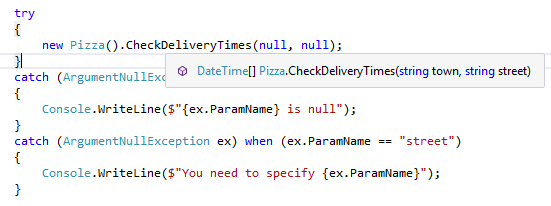 try
{
new Pizza().CheckDeliveryTimes(null, null);
}
DateTime[] Pizza.CheckDeliveryTimes(string town, string street)
catch (ArgumentNullExc
{
Console.WriteLine($"{ex.ParamName} is null");
}
catch (ArgumentNullException ex) when (ex.ParamName == "street")
{
Console.WriteLine($"You need to specify {ex.ParamName}");
}